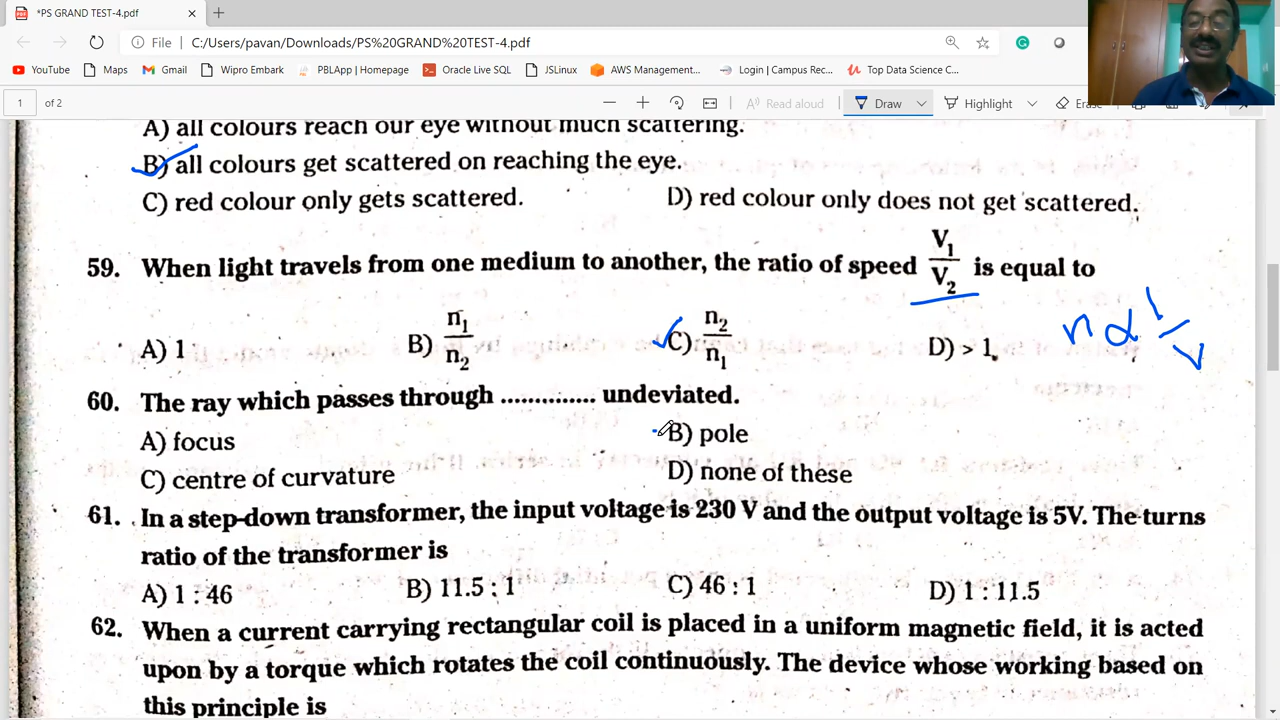 *PS GRAND TEST-4.pdf
File C:/Users/pavan/Downloads/PS%20GRAND%20TEST-4.pdf
YouTube Maps Gmail Wipro Embark PBLApp | Homepage Oracle Live SQL JSLinux AWS Management... Login | Campus Rec... Top Data Science C...
1 of 2 Read aloud Draw Highlight Erase
A) all colours reach our eye without much scattering.
B) all colours get scattered on reaching the eye.
C) red colour only gets scattered. D) red colour only does not get scattered.
59. When light travels from one medium to another, the ratio of speed V1/V2 is equal to
A) 1 B) n1/n2 C) n2/n1 D) > 1.
n ∝ 1/v
60. The ray which passes through .............. undeviated.
A) focus B) pole
C) centre of curvature D) none of these
61. In a step-down transformer, the input voltage is 230 V and the output voltage is 5V. The turns
ratio of the transformer is
A) 1 : 46 B) 11.5 : 1 C) 46 : 1 D) 1 : 11.5
62. When a current carrying rectangular coil is placed in a uniform magnetic field, it is acted
upon by a torque which rotates the coil continuously. The device whose working based on
this principle is